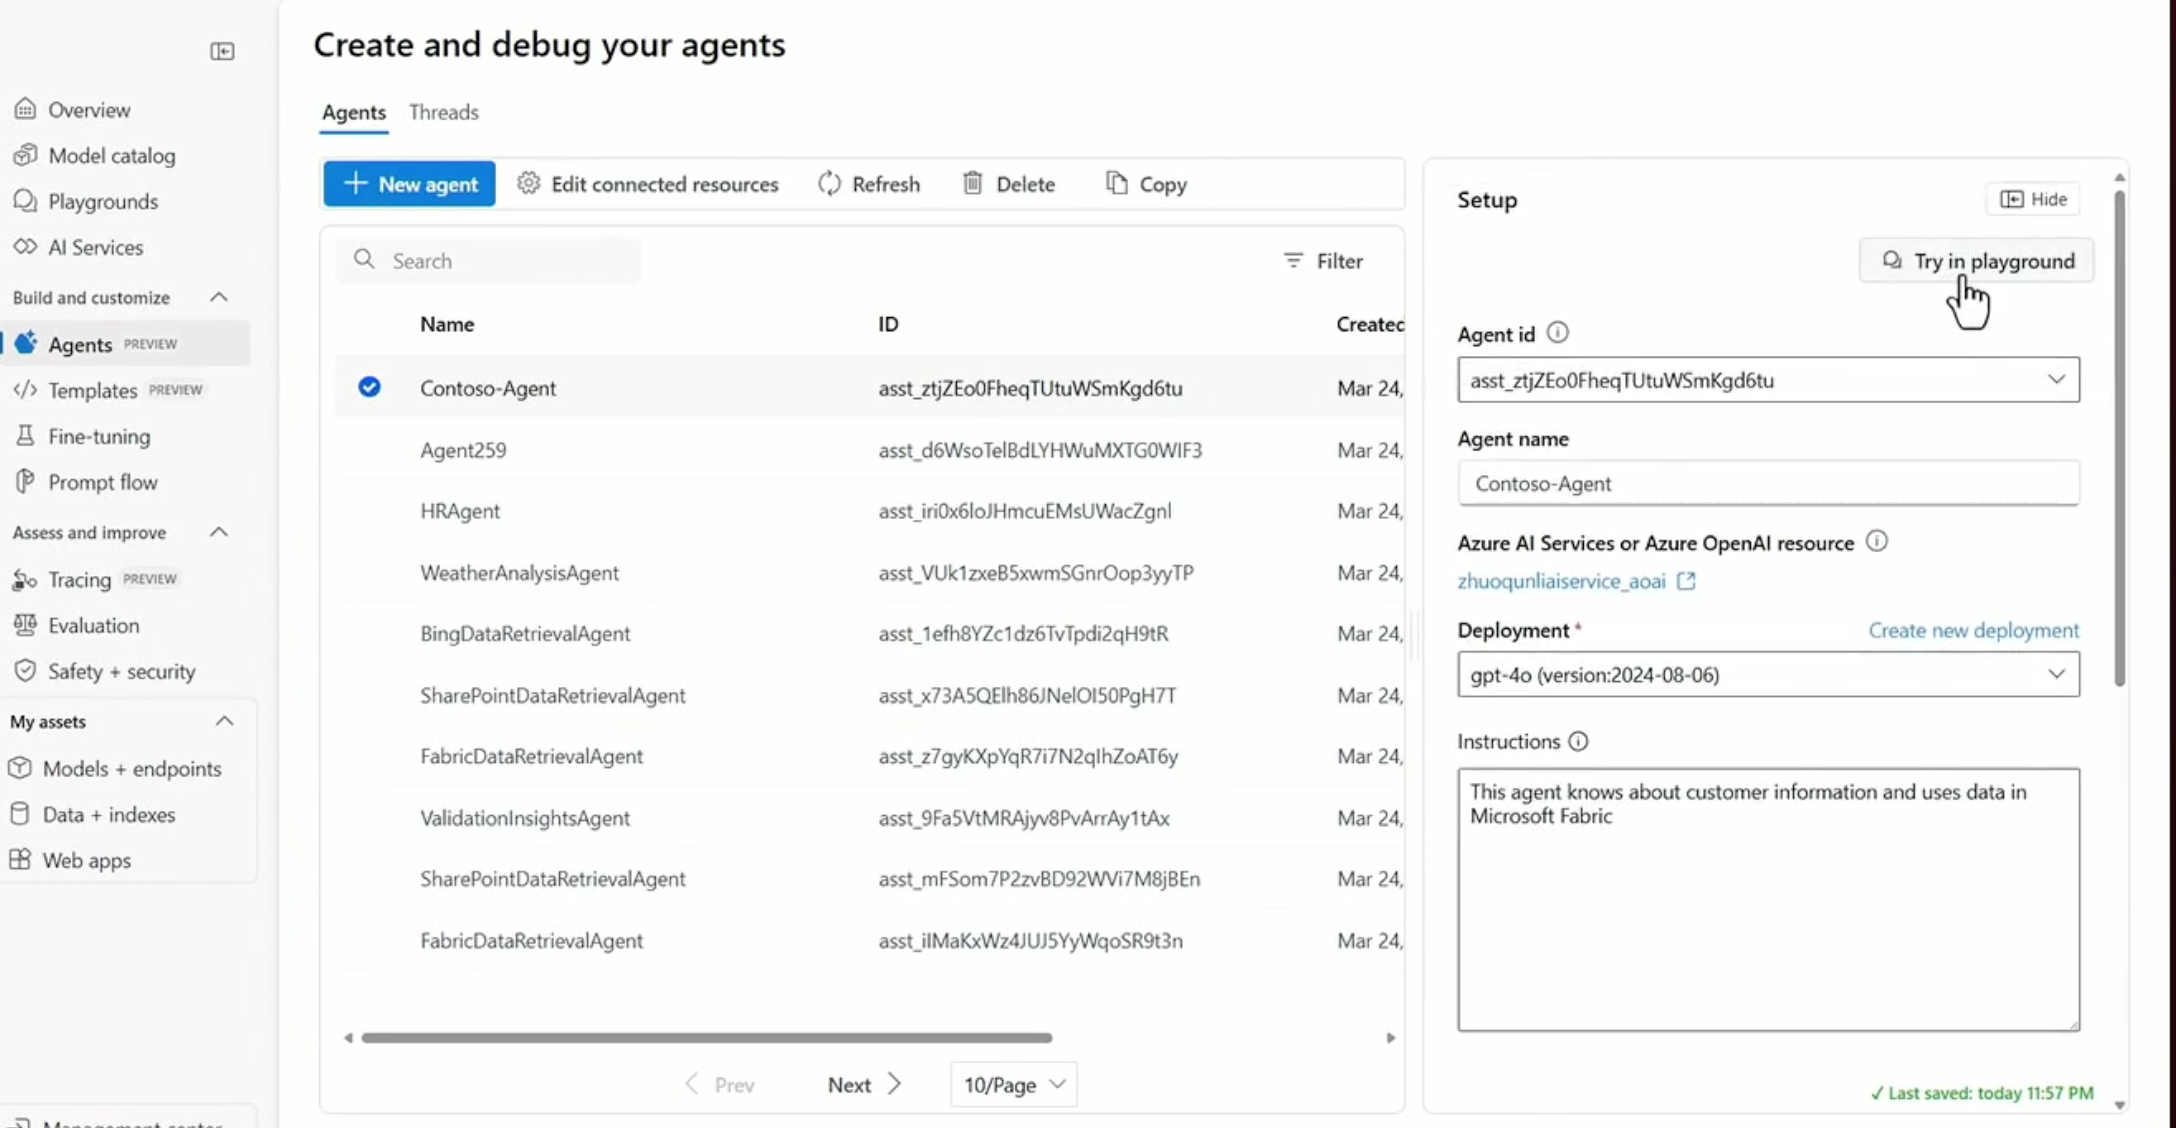 Create and debug your agents
Overview
Model catalog
Playgrounds
AI Services
Build and customize
Agents PREVIEW
Templates PREVIEW
Fine-tuning
Prompt flow
Assess and improve
Tracing PREVIEW
Evaluation
Safety + security
My assets
Models + endpoints
Data + indexes
Web apps
Agents Threads
New agent Edit connected resources Refresh Delete Copy
Search Filter
Name ID Created
Contoso-Agent asst_ztjZEo0FheqTUtuWSmKgd6tu Mar 24,
Agent259 asst_d6WsoTelBdLYHWuMXTG0WIF3 Mar 24,
HRAgent asst_iri0x6loJHmcuEMsUWacZgnl Mar 24,
WeatherAnalysisAgent asst_VUk1zxeB5xwmSGnrOop3yyTP Mar 24,
BingDataRetrievalAgent asst_1efh8YZc1dz6TvTpdi2qH9tR Mar 24,
SharePointDataRetrievalAgent asst_x73A5QElh86JNelOI50PgH7T Mar 24,
FabricDataRetrievalAgent asst_z7gyKXpYqR7i7N2qIhZoAT6y Mar 24,
ValidationInsightsAgent asst_9Fa5VtMRAjyv8PvArrAy1tAx Mar 24,
SharePointDataRetrievalAgent asst_mFSom7P2zvBD92WVi7M8jBEn Mar 24,
FabricDataRetrievalAgent asst_ilMaKxWz4JUJ5YyWqoSR9t3n Mar 24,
Prev Next 10/Page
Setup Hide
Try in playground
Agent id
asst_ztjZEo0FheqTUtuWSmKgd6tu
Agent name
Contoso-Agent
Azure AI Services or Azure OpenAI resource
zhuoqunliaiservice_aoai
Deployment * Create new deployment
gpt-4o (version:2024-08-06)
Instructions
This agent knows about customer information and uses data in
Microsoft Fabric
✓ Last saved: today 11:57 PM